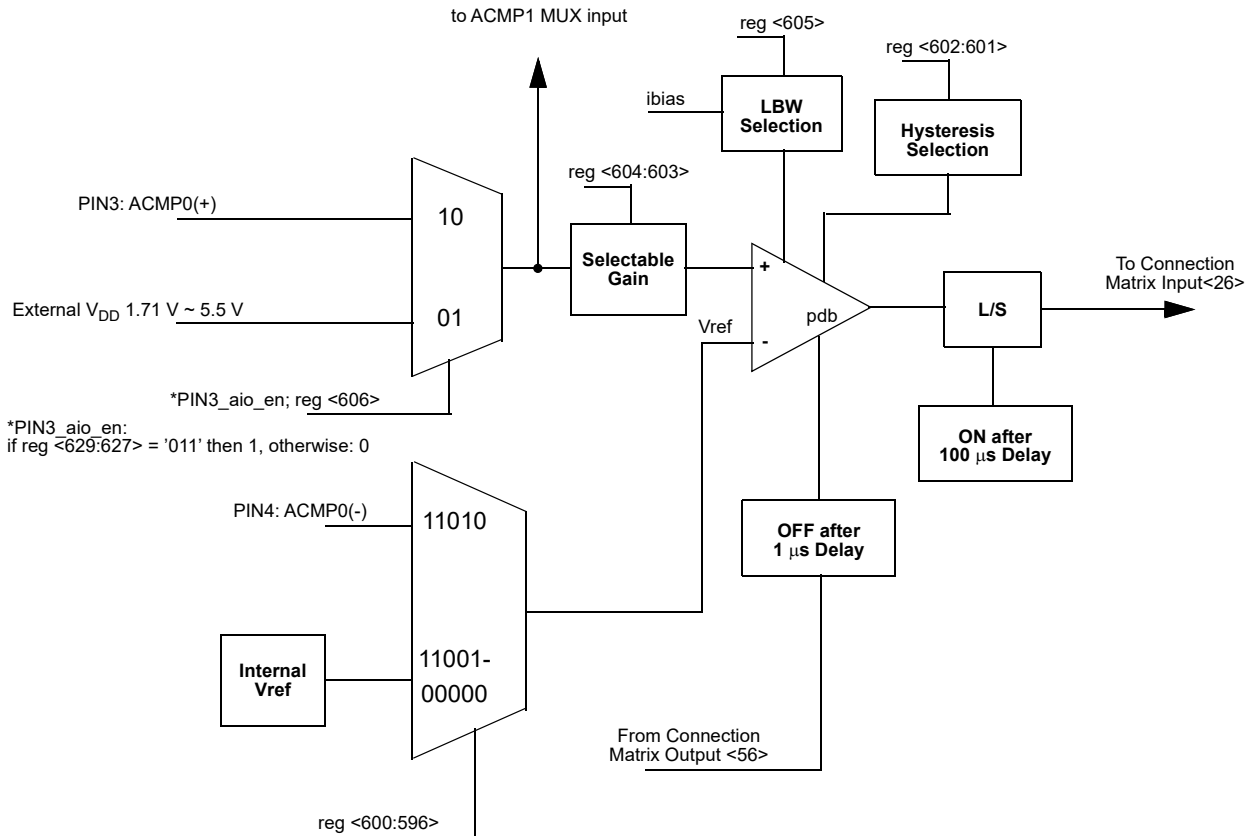 to ACMP1 MUX input
reg <605>
reg <602:601>
ibias
LBW
Selection
Hysteresis
Selection
reg <604:603>
PIN3: ACMP0(+)
10
Selectable
Gain
+
To Connection
Matrix Input<26>
External VDD 1.71 V ~ 5.5 V
01
Vref
-
pdb
L/S
*PIN3_aio_en; reg <606>
*PIN3_aio_en:
if reg <629:627> = ’011’ then 1, otherwise: 0
ON after
100 μs Delay
PIN4: ACMP0(-)
11010
OFF after
1 μs Delay
Internal
Vref
11001-
00000
From Connection
Matrix Output <56>
reg <600:596>